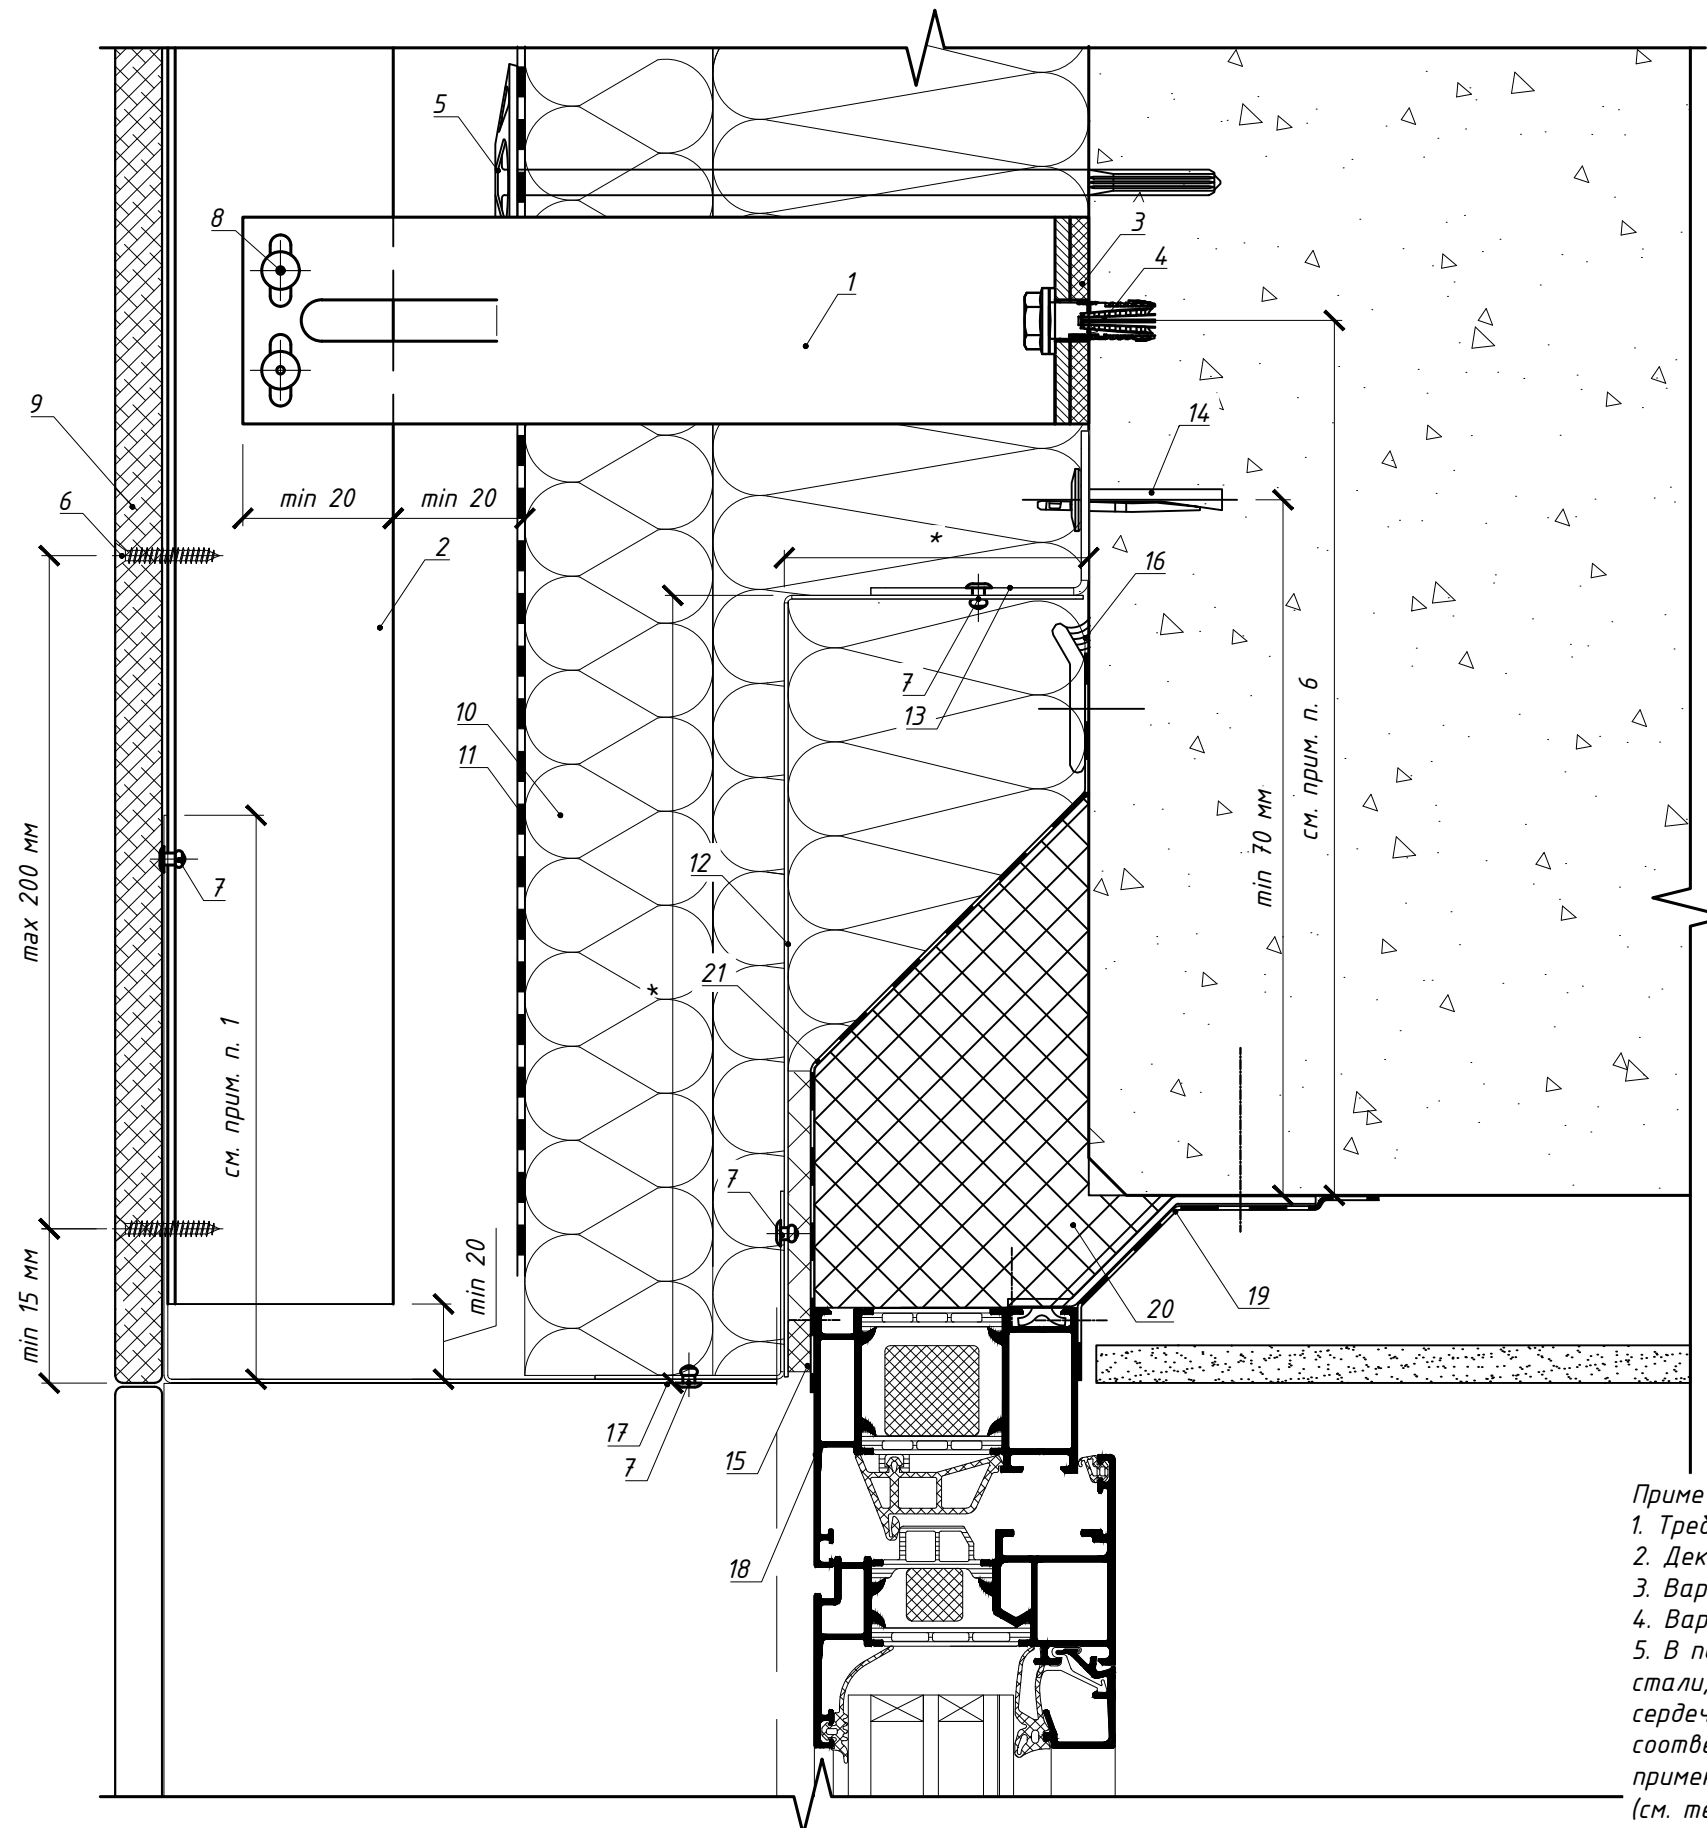 5
8
3
4
1
9
14
6
min 20
min 20
2
*
16
7
13
10
11
см. прим. п. 6
min 70 мм
12
7
max 200 мм
21
*
см. прим. п. 1
7
min 20
min 15 мм
19
20
17
7
15
18
Приме
1. Тре
2. Дек
3. Вар
4. Вар
5. В п
стали,
сердеч
соотве
приме
(см. т